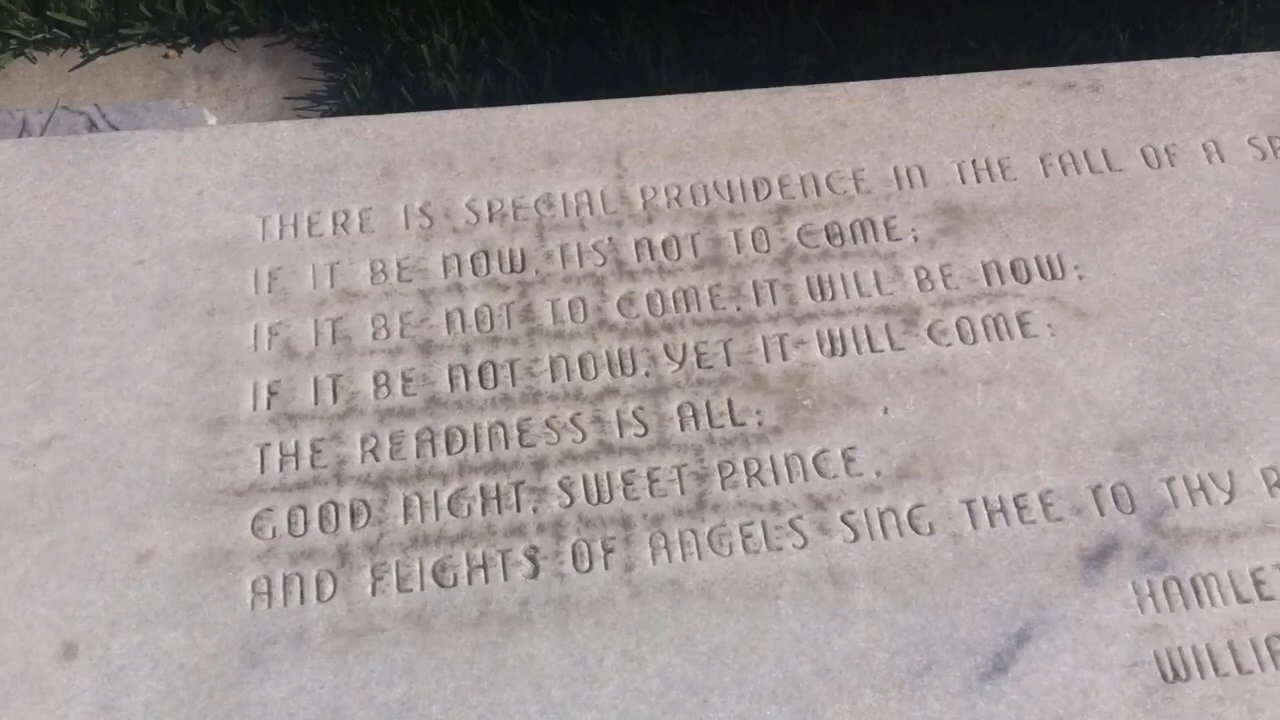 THERE IS SPECIAL PROVIDENCE IN THE FALL OF A
IF IT BE NOW, 'TIS' NOT TO COME;
IF IT BE NOT TO COME, IT WILL BE NOW;
IF IT BE NOT NOW, YET IT WILL COME:
THE READINESS IS ALL;
GOOD NIGHT, SWEET PRINCE,
AND FLIGHTS OF ANGELS SING THEE TO THY
HAMLET